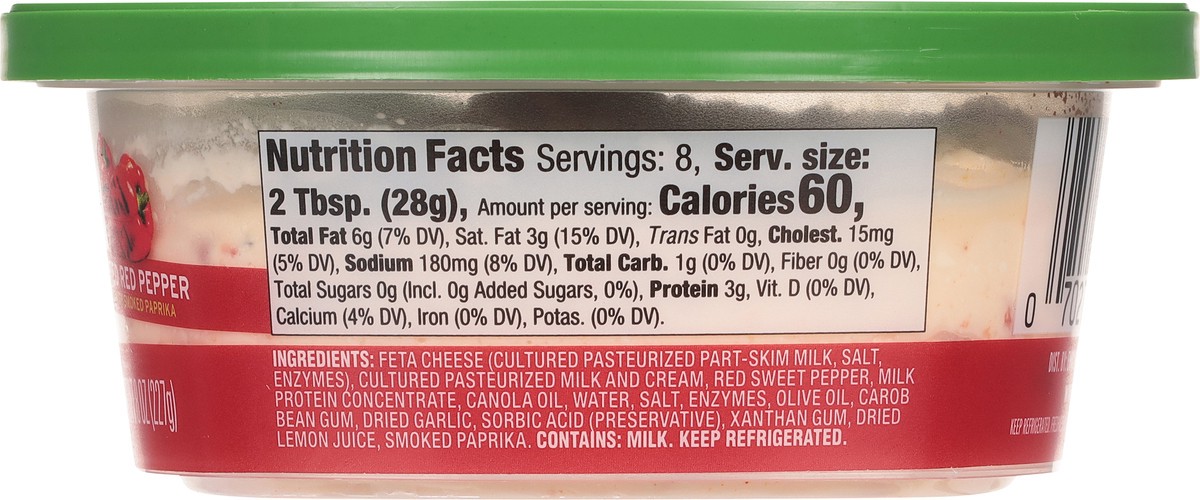 Nutrition Facts Servings: 8, Serv. size:
2 Tbsp. (28g), Amount per serving: Calories 60,
Total Fat 6g (7% DV), Sat. Fat 3g (15% DV), Trans Fat 0g, Cholest. 15mg
(5% DV), Sodium 180mg (8% DV), Total Carb. 1g (0% DV), Fiber 0g (0% DV),
Total Sugars 0g (Incl. 0g Added Sugars, 0%), Protein 3g, Vit. D (0% DV),
Calcium (4% DV), Iron (0% DV), Potas. (0% DV).
INGREDIENTS: FETA CHEESE (CULTURED PASTEURIZED PART-SKIM MILK, SALT,
ENZYMES), CULTURED PASTEURIZED MILK AND CREAM, RED SWEET PEPPER, MILK
PROTEIN CONCENTRATE, CANOLA OIL, WATER, SALT, ENZYMES, OLIVE OIL, CAROB
BEAN GUM, DRIED GARLIC, SORBIC ACID (PRESERVATIVE), XANTHAN GUM, DRIED
LEMON JUICE, SMOKED PAPRIKA. CONTAINS: MILK. KEEP REFRIGERATED.
RED PEPPER
SMOKED PAPRIKA
OZ (227g)
0 702
DIST. BY:
KEEP REFRIGERATED.